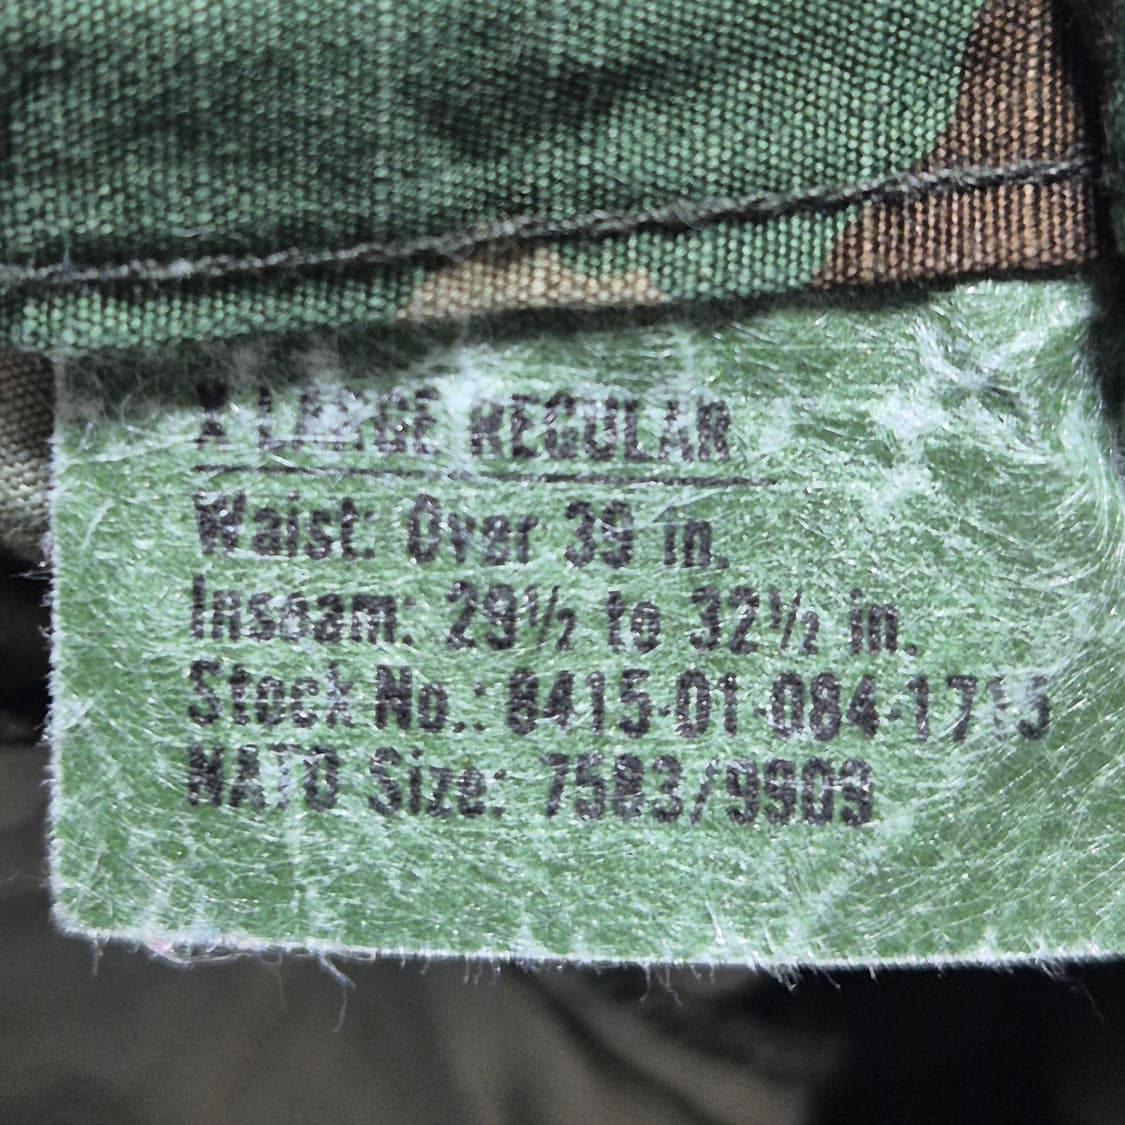 X LARGE REGULAR
Waist: Over 39 in.
Inseam: 29½ to 32½ in.
Stock No.: 8415-01-084-1715
NATO Size: 7583/9909